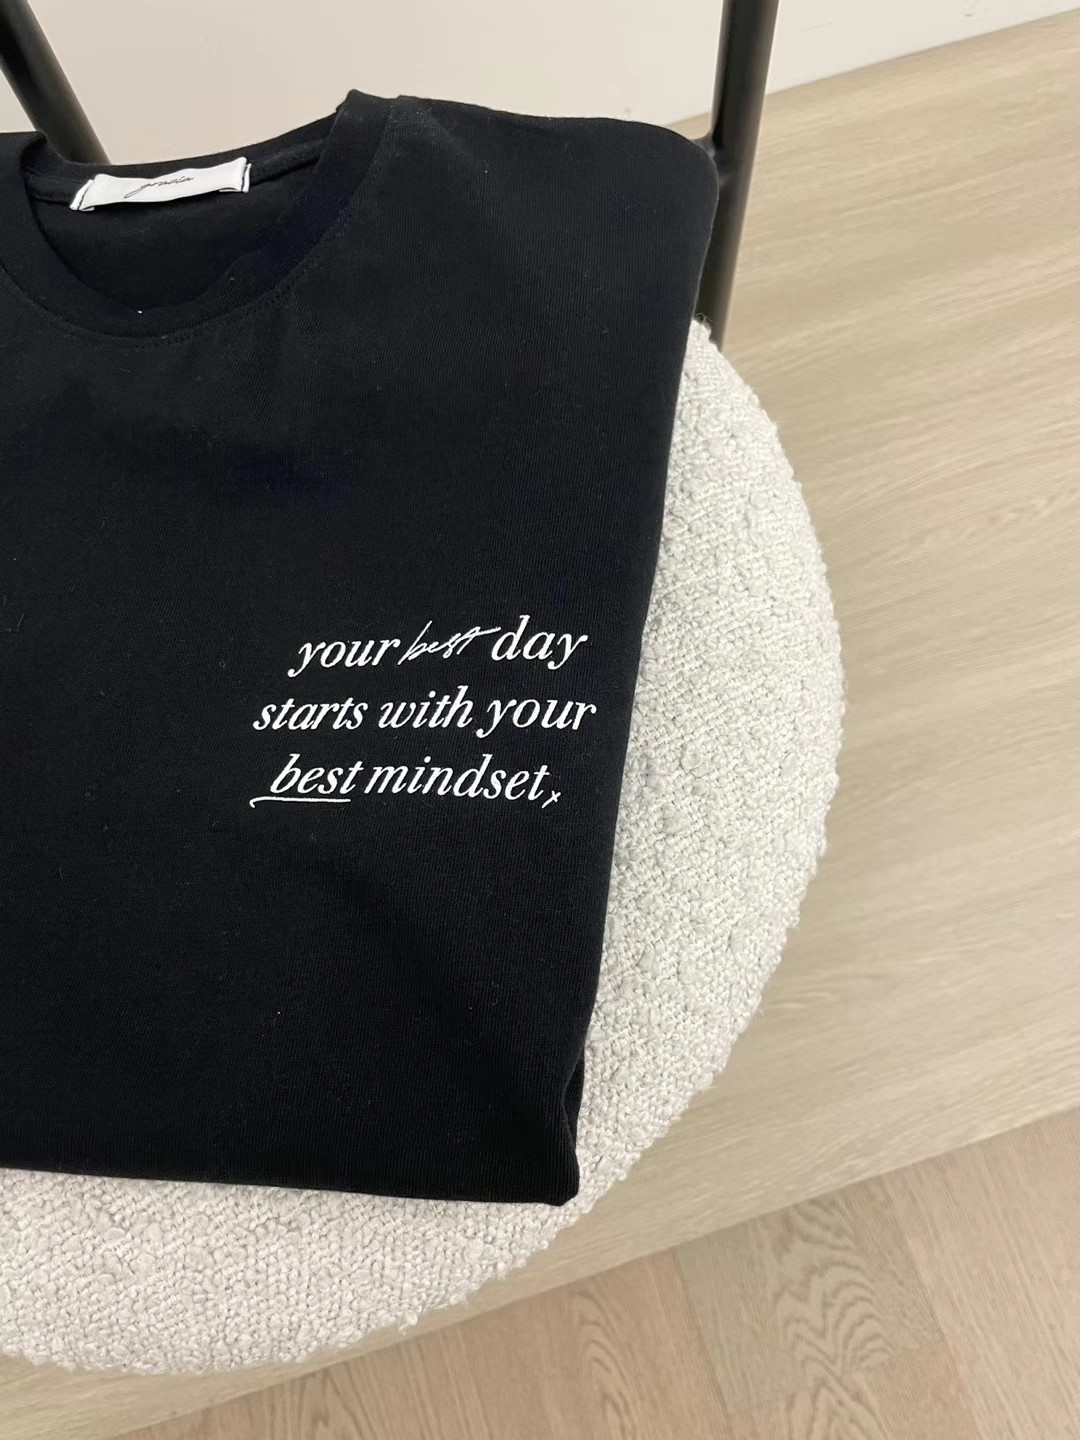 your best day
starts with your
best mindset,x